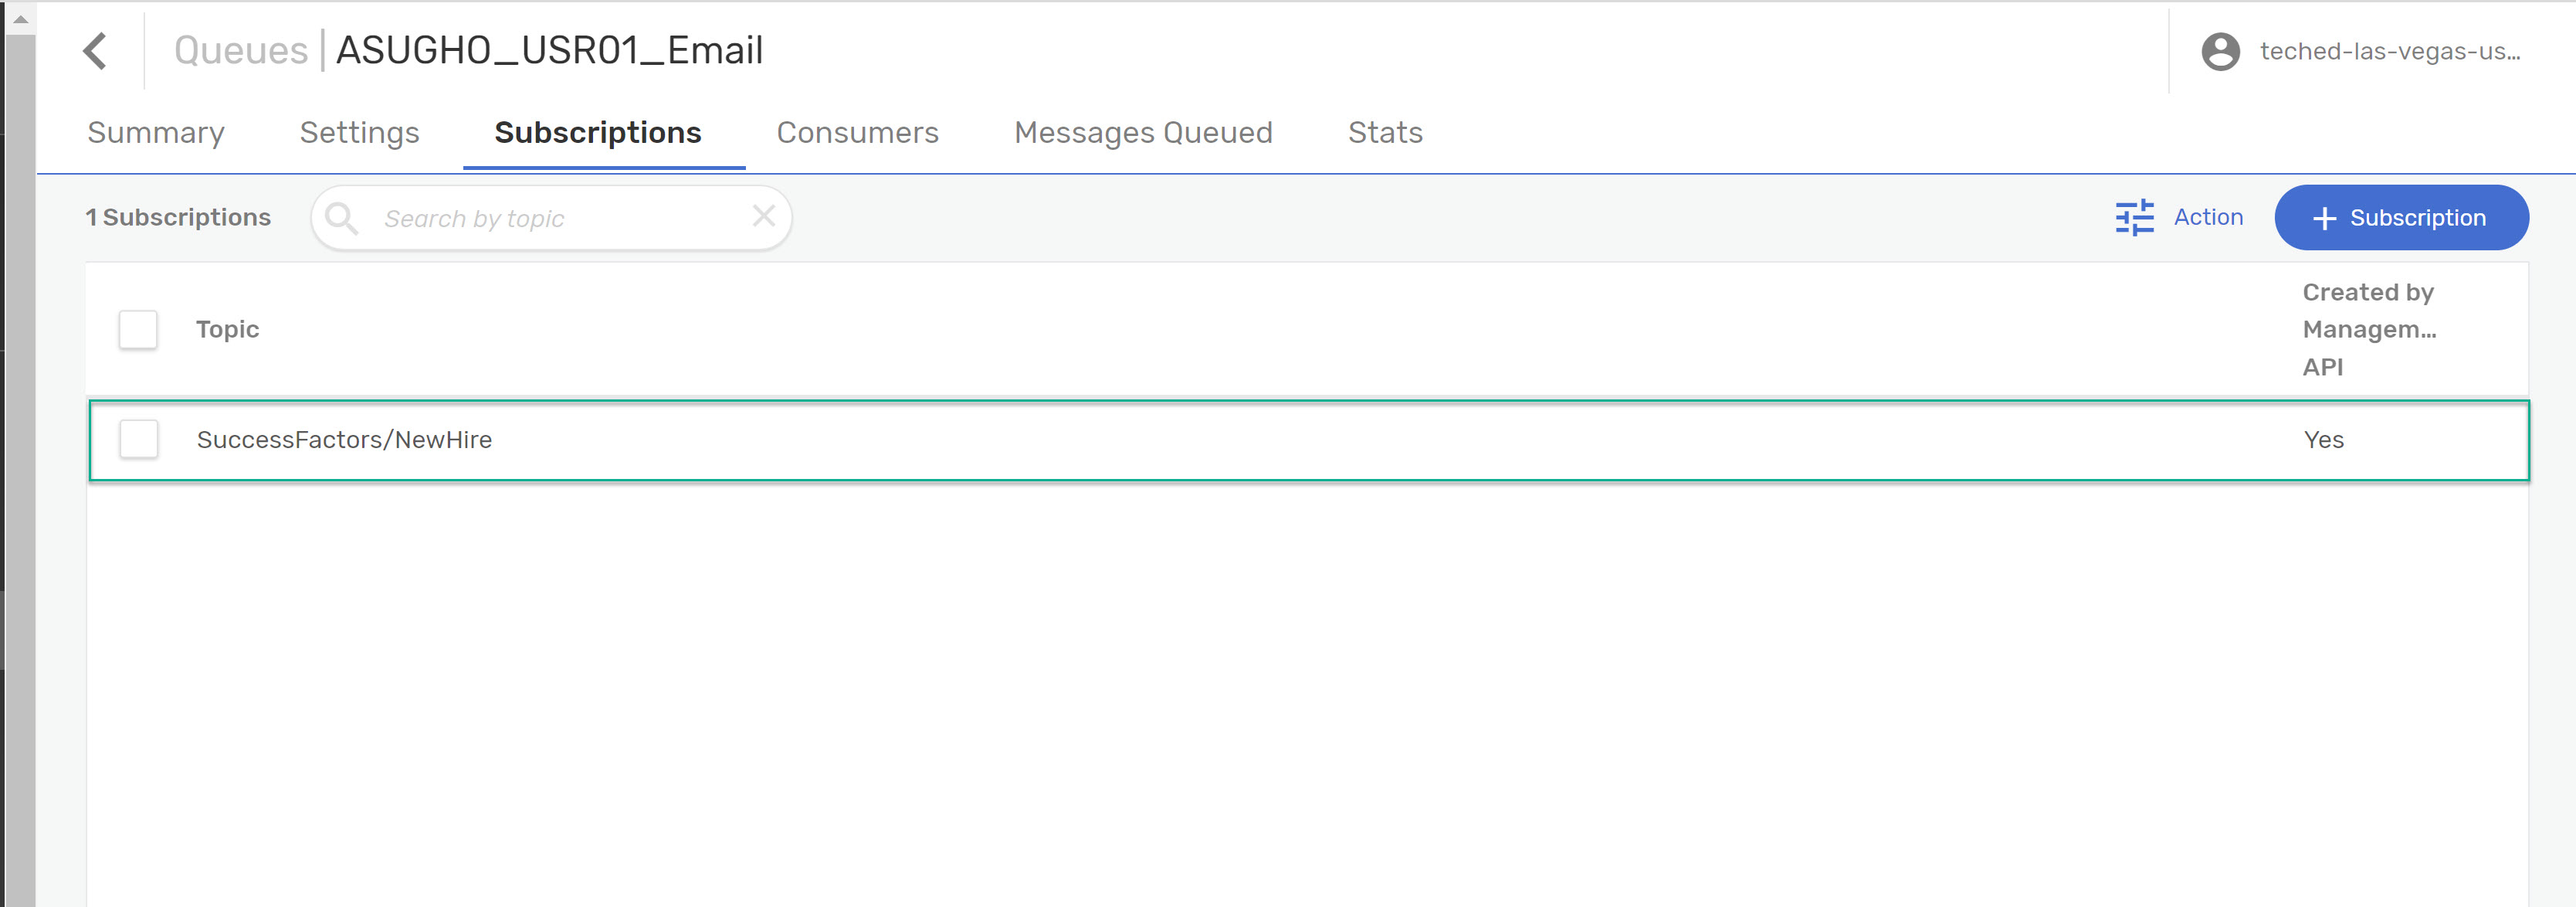 Queues | ASUGHO_USR01_Email
teched-las-vegas-us...
Summary Settings Subscriptions Consumers Messages Queued Stats
1 Subscriptions
Search by topic
Action
+ Subscription
Topic
Created by
Managem...
API
SuccessFactors/NewHire
Yes